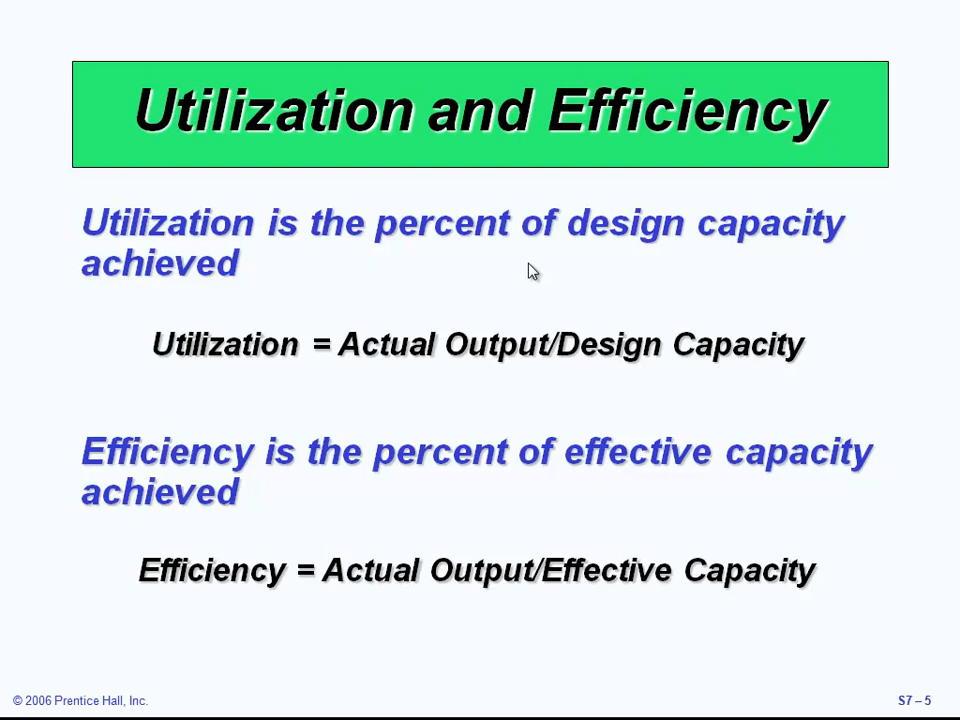 Utilization and Efficiency
Utilization is the percent of design capacity
achieved
Utilization = Actual Output/Design Capacity
Efficiency is the percent of effective capacity
achieved
Efficiency = Actual Output/Effective Capacity
© 2006 Prentice Hall, Inc.
S7 – 5